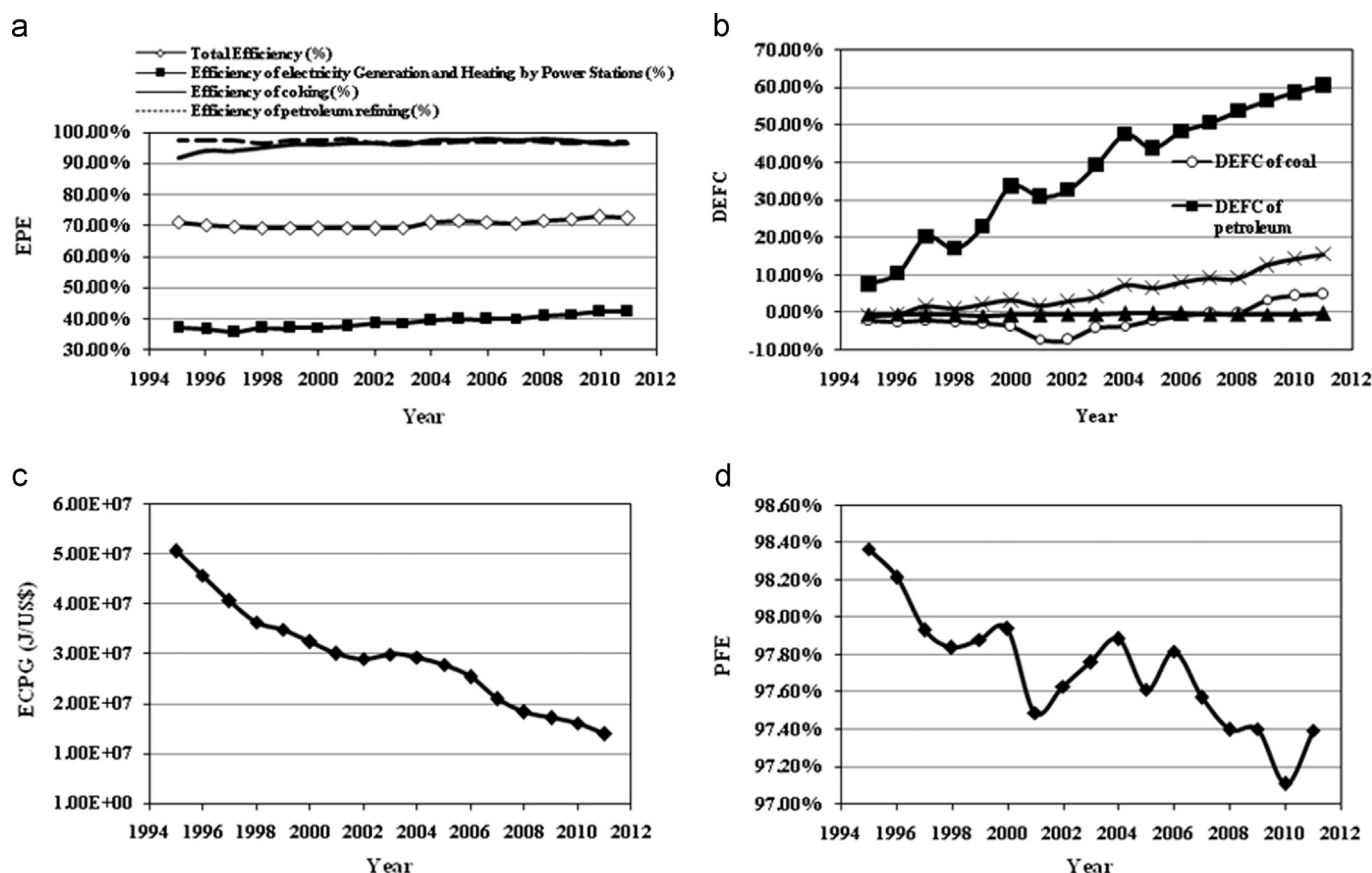 a
Total Efficiency (%)
Efficiency of electricity Generation and Heating by Power Stations (%)
Efficiency of coking (%)
Efficiency of petroleum refining (%)
100.00%
90.00%
80.00%
70.00%
60.00%
50.00%
40.00%
30.00%
EPE
1994 1996 1998 2000 2002 2004 2006 2008 2010 2012
Year
b
70.00%
60.00%
50.00%
40.00%
30.00%
20.00%
10.00%
0.00%
-10.00%
DEFC
DEFC of coal
DEFC of
petroleum
1994 1996 1998 2000 2002 2004 2006 2008 2010 2012
Year
c
6.00E+07
5.00E+07
4.00E+07
3.00E+07
2.00E+07
1.00E+07
1.00E+00
ECPG (J/US$)
1994 1996 1998 2000 2002 2004 2006 2008 2010 2012
Year
d
98.60%
98.40%
98.20%
98.00%
97.80%
97.60%
97.40%
97.20%
97.00%
PFE
1994 1996 1998 2000 2002 2004 2006 2008 2010 2012
Year